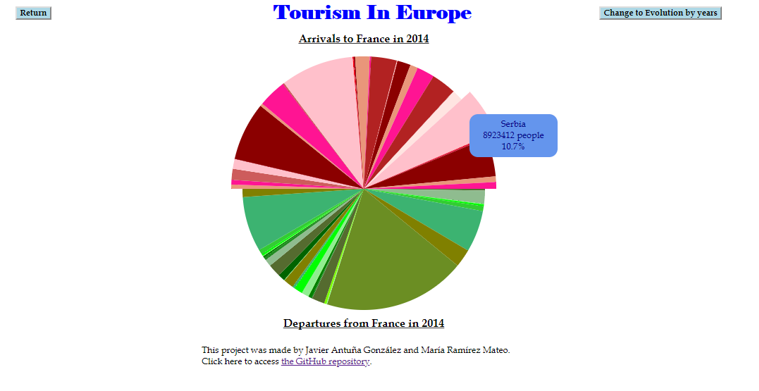 Return
Tourism In Europe
Change to Evolution by years
Arrivals to France in 2014
Serbia
8923412 people
10.7%
Departures from France in 2014
This project was made by Javier Antuña González and María Ramírez Mateo.
Click here to access the GitHub repository.